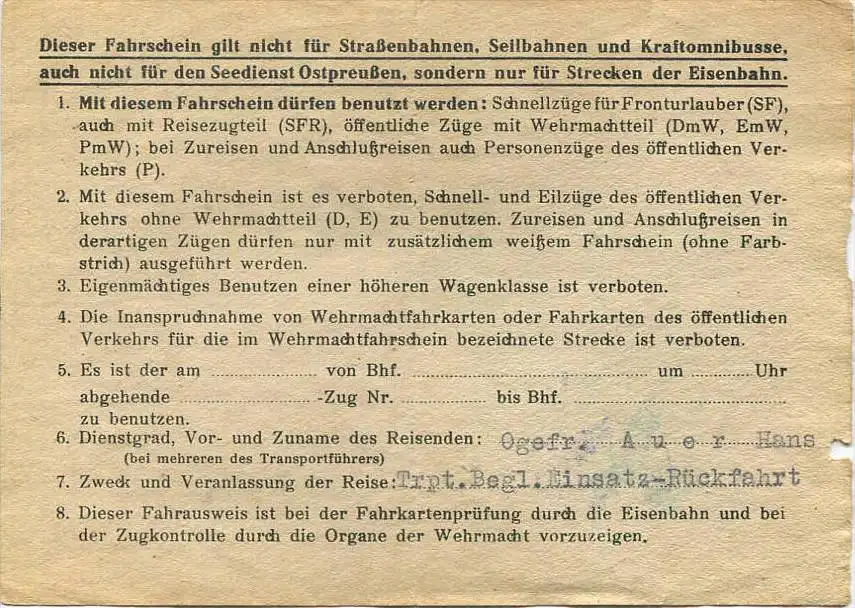 Dieser Fahrschein gilt nicht für Straßenbahnen, Seilbahnen und Kraftomnibusse,
auch nicht für den Seedienst Ostpreußen, sondern nur für Strecken der Eisenbahn.
1. Mit diesem Fahrschein dürfen benutzt werden: Schnellzüge für Fronturlauber (SF),
auch mit Reisezugteil (SFR), öffentliche Züge mit Wehrmachtteil (DmW, EmW,
PmW); bei Zureisen und Anschlußreisen auch Personenzüge des öffentlichen Ver-
kehrs (P).
2. Mit diesem Fahrschein ist es verboten, Schnell- und Eilzüge des öffentlichen Ver-
kehrs ohne Wehrmachtteil (D, E) zu benutzen. Zureisen und Anschlußreisen in
derartigen Zügen dürfen nur mit zusätzlichem weißem Fahrschein (ohne Farb-
strich) ausgeführt werden.
3. Eigenmächtiges Benutzen einer höheren Wagenklasse ist verboten.
4. Die Inanspruchnahme von Wehrmachtfahrkarten oder Fahrkarten des öffentlichen
Verkehrs für die im Wehrmachtfahrschein bezeichnete Strecke ist verboten.
5. Es ist der am ................ von Bhf. ................................ um ............ Uhr
abgehende .................... -Zug Nr. ............. bis Bhf. ................................
zu benutzen.
6. Dienstgrad, Vor- und Zuname des Reisenden: Ogefr. A u e r Hans
(bei mehreren des Transportführers)
7. Zweck und Veranlassung der Reise: Trpt.Begl.Einsatz-Rückfahrt
8. Dieser Fahrausweis ist bei der Fahrkartenprüfung durch die Eisenbahn und bei
der Zugkontrolle durch die Organe der Wehrmacht vorzuzeigen.